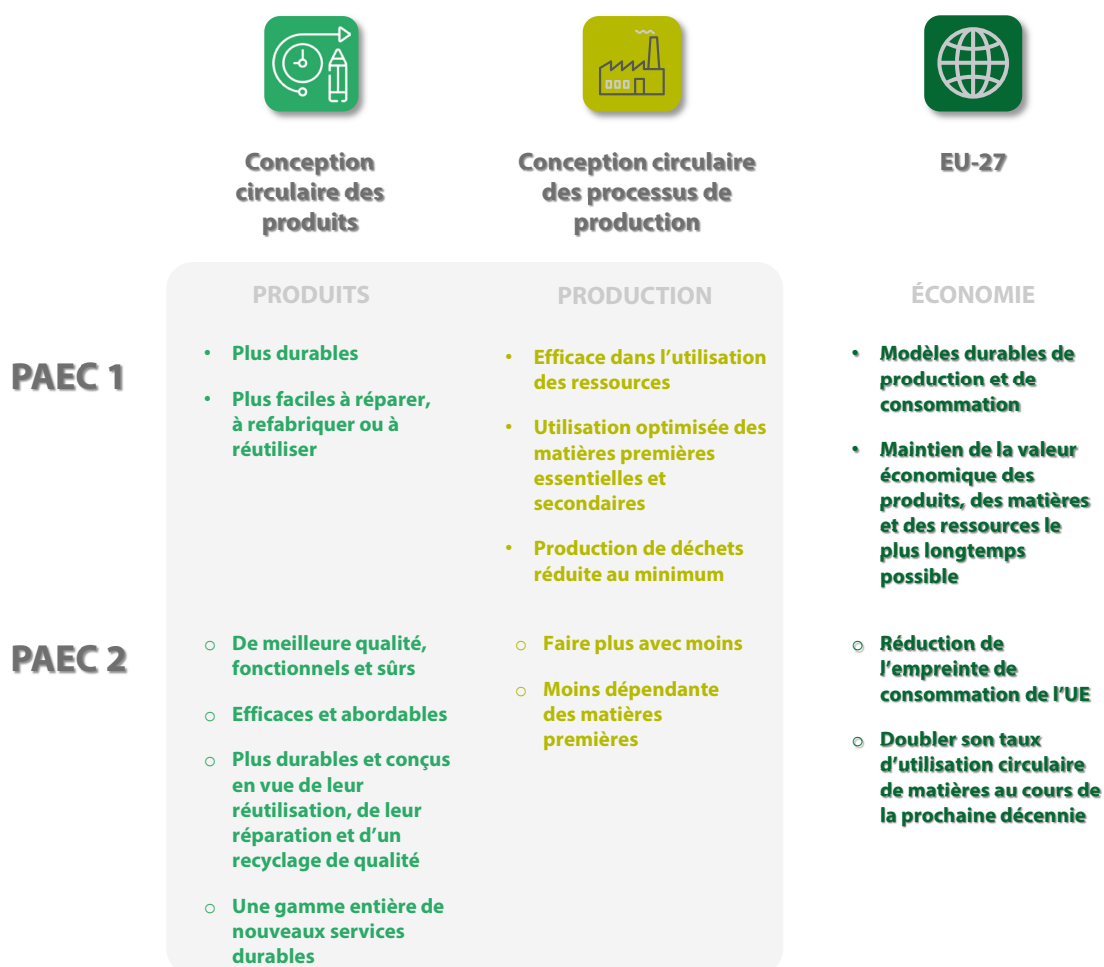 Conception
circulaire des
produits
Conception circulaire
des processus de
production
EU-27
PRODUITS
PRODUCTION
ÉCONOMIE
PAEC 1
• Plus durables
• Plus faciles à réparer,
à refabriquer ou à
réutiliser
• Efficace dans l’utilisation
des ressources
• Utilisation optimisée des
matières premières
essentielles et
secondaires
• Production de déchets
réduite au minimum
• Modèles durables de
production et de
consommation
• Maintien de la valeur
économique des
produits, des matières
et des ressources le
plus longtemps
possible
PAEC 2
○ De meilleure qualité,
fonctionnels et sûrs
○ Efficaces et abordables
○ Plus durables et conçus
en vue de leur
réutilisation, de leur
réparation et d’un
recyclage de qualité
○ Une gamme entière de
nouveaux services
durables
○ Faire plus avec moins
○ Moins dépendante
des matières
premières
○ Réduction de
l’empreinte de
consommation de l’UE
○ Doubler son taux
d’utilisation circulaire
de matières au cours de
la prochaine décennie